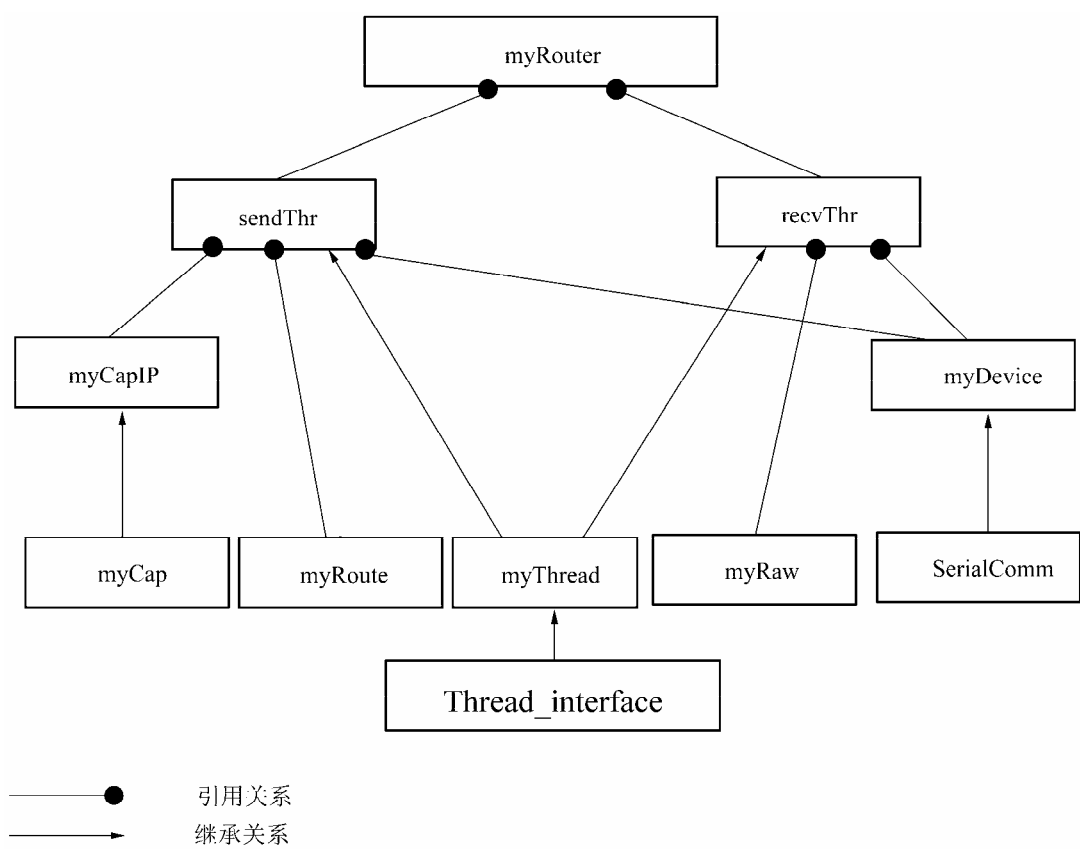 myRouter
sendThr
recvThr
myCapIP
myDevice
myCap
myRoute
myThread
myRaw
SerialComm
Thread_interface
引用关系
继承关系